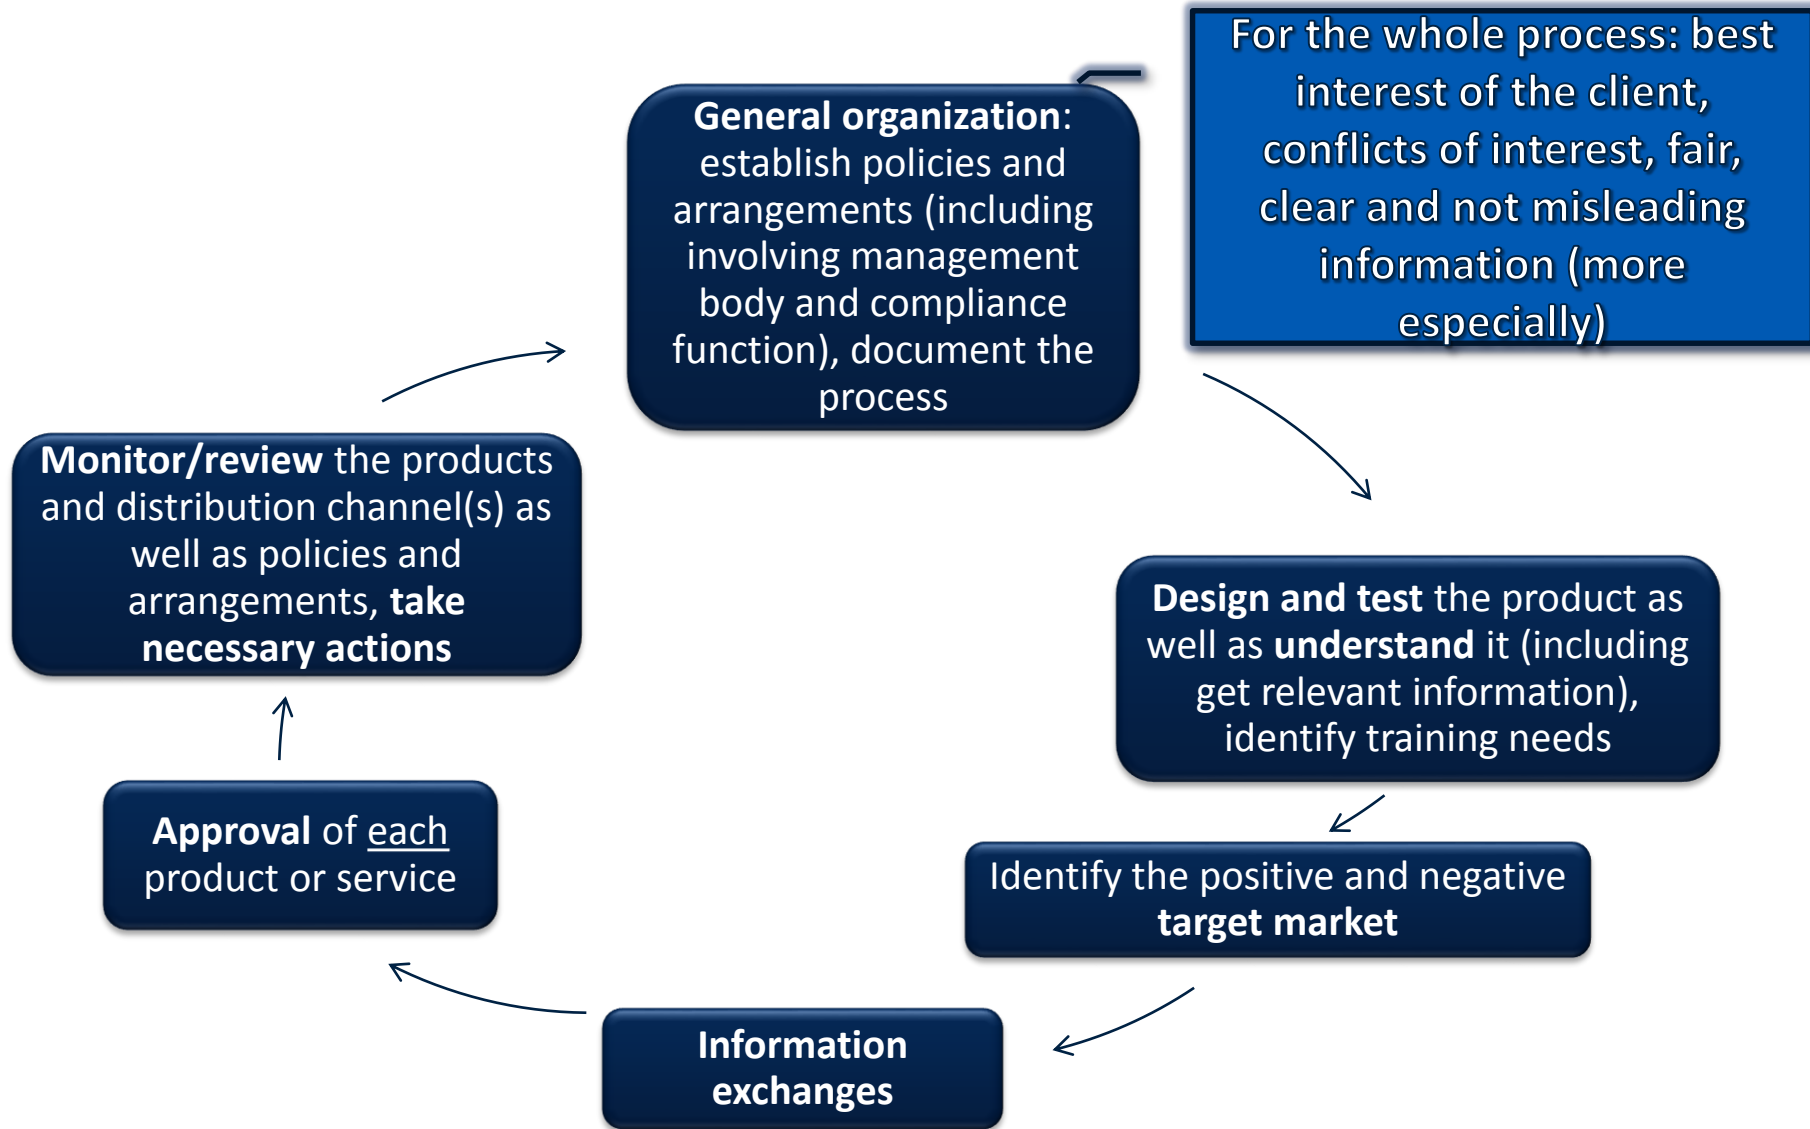 For the whole process: best
interest of the client,
conflicts of interest, fair,
clear and not misleading
information (more
especially)
General organization:
establish policies and
arrangements (including
involving management
body and compliance
function), document the
process
Design and test the product as
well as understand it (including
get relevant information),
identify training needs
Identify the positive and negative
target market
Information
exchanges
Approval of each
product or service
Monitor/review the products
and distribution channel(s) as
well as policies and
arrangements, take
necessary actions